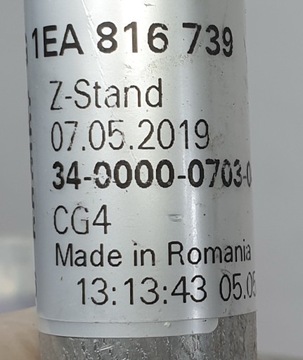 1EA 816 739
Z-Stand
07.05.2019
34-0000-0703-0
CG4
Made in Romania
13:13:43 05.05